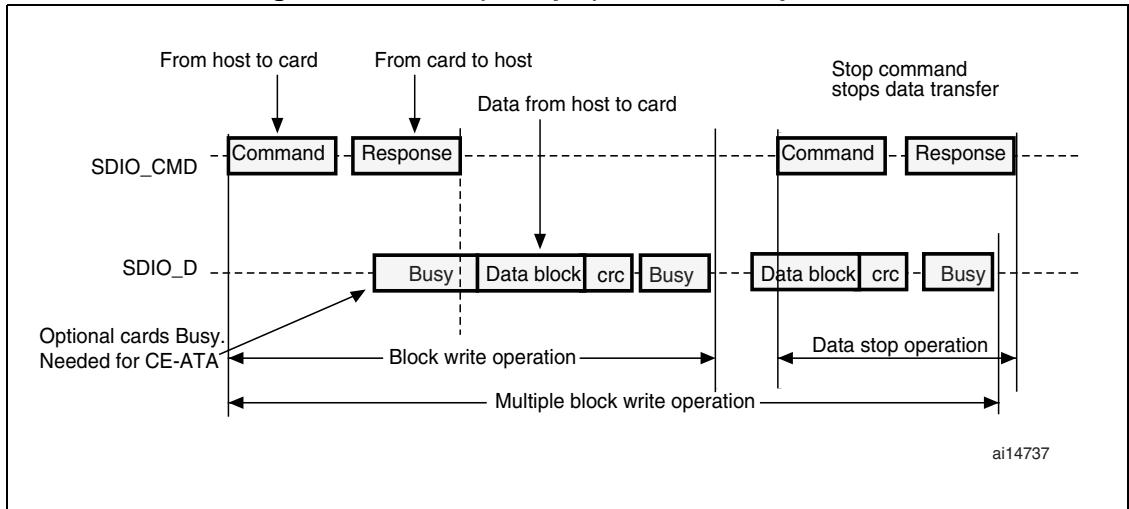 From host to card
From card to host
Stop command
stops data transfer
Data from host to card
SDIO_CMD
Command
Response
Command
Response
SDIO_D
Busy
Data block
crc
Busy
Data block
crc
Busy
Optional cards Busy.
Needed for CE-ATA
Block write operation
Data stop operation
Multiple block write operation
ai14737